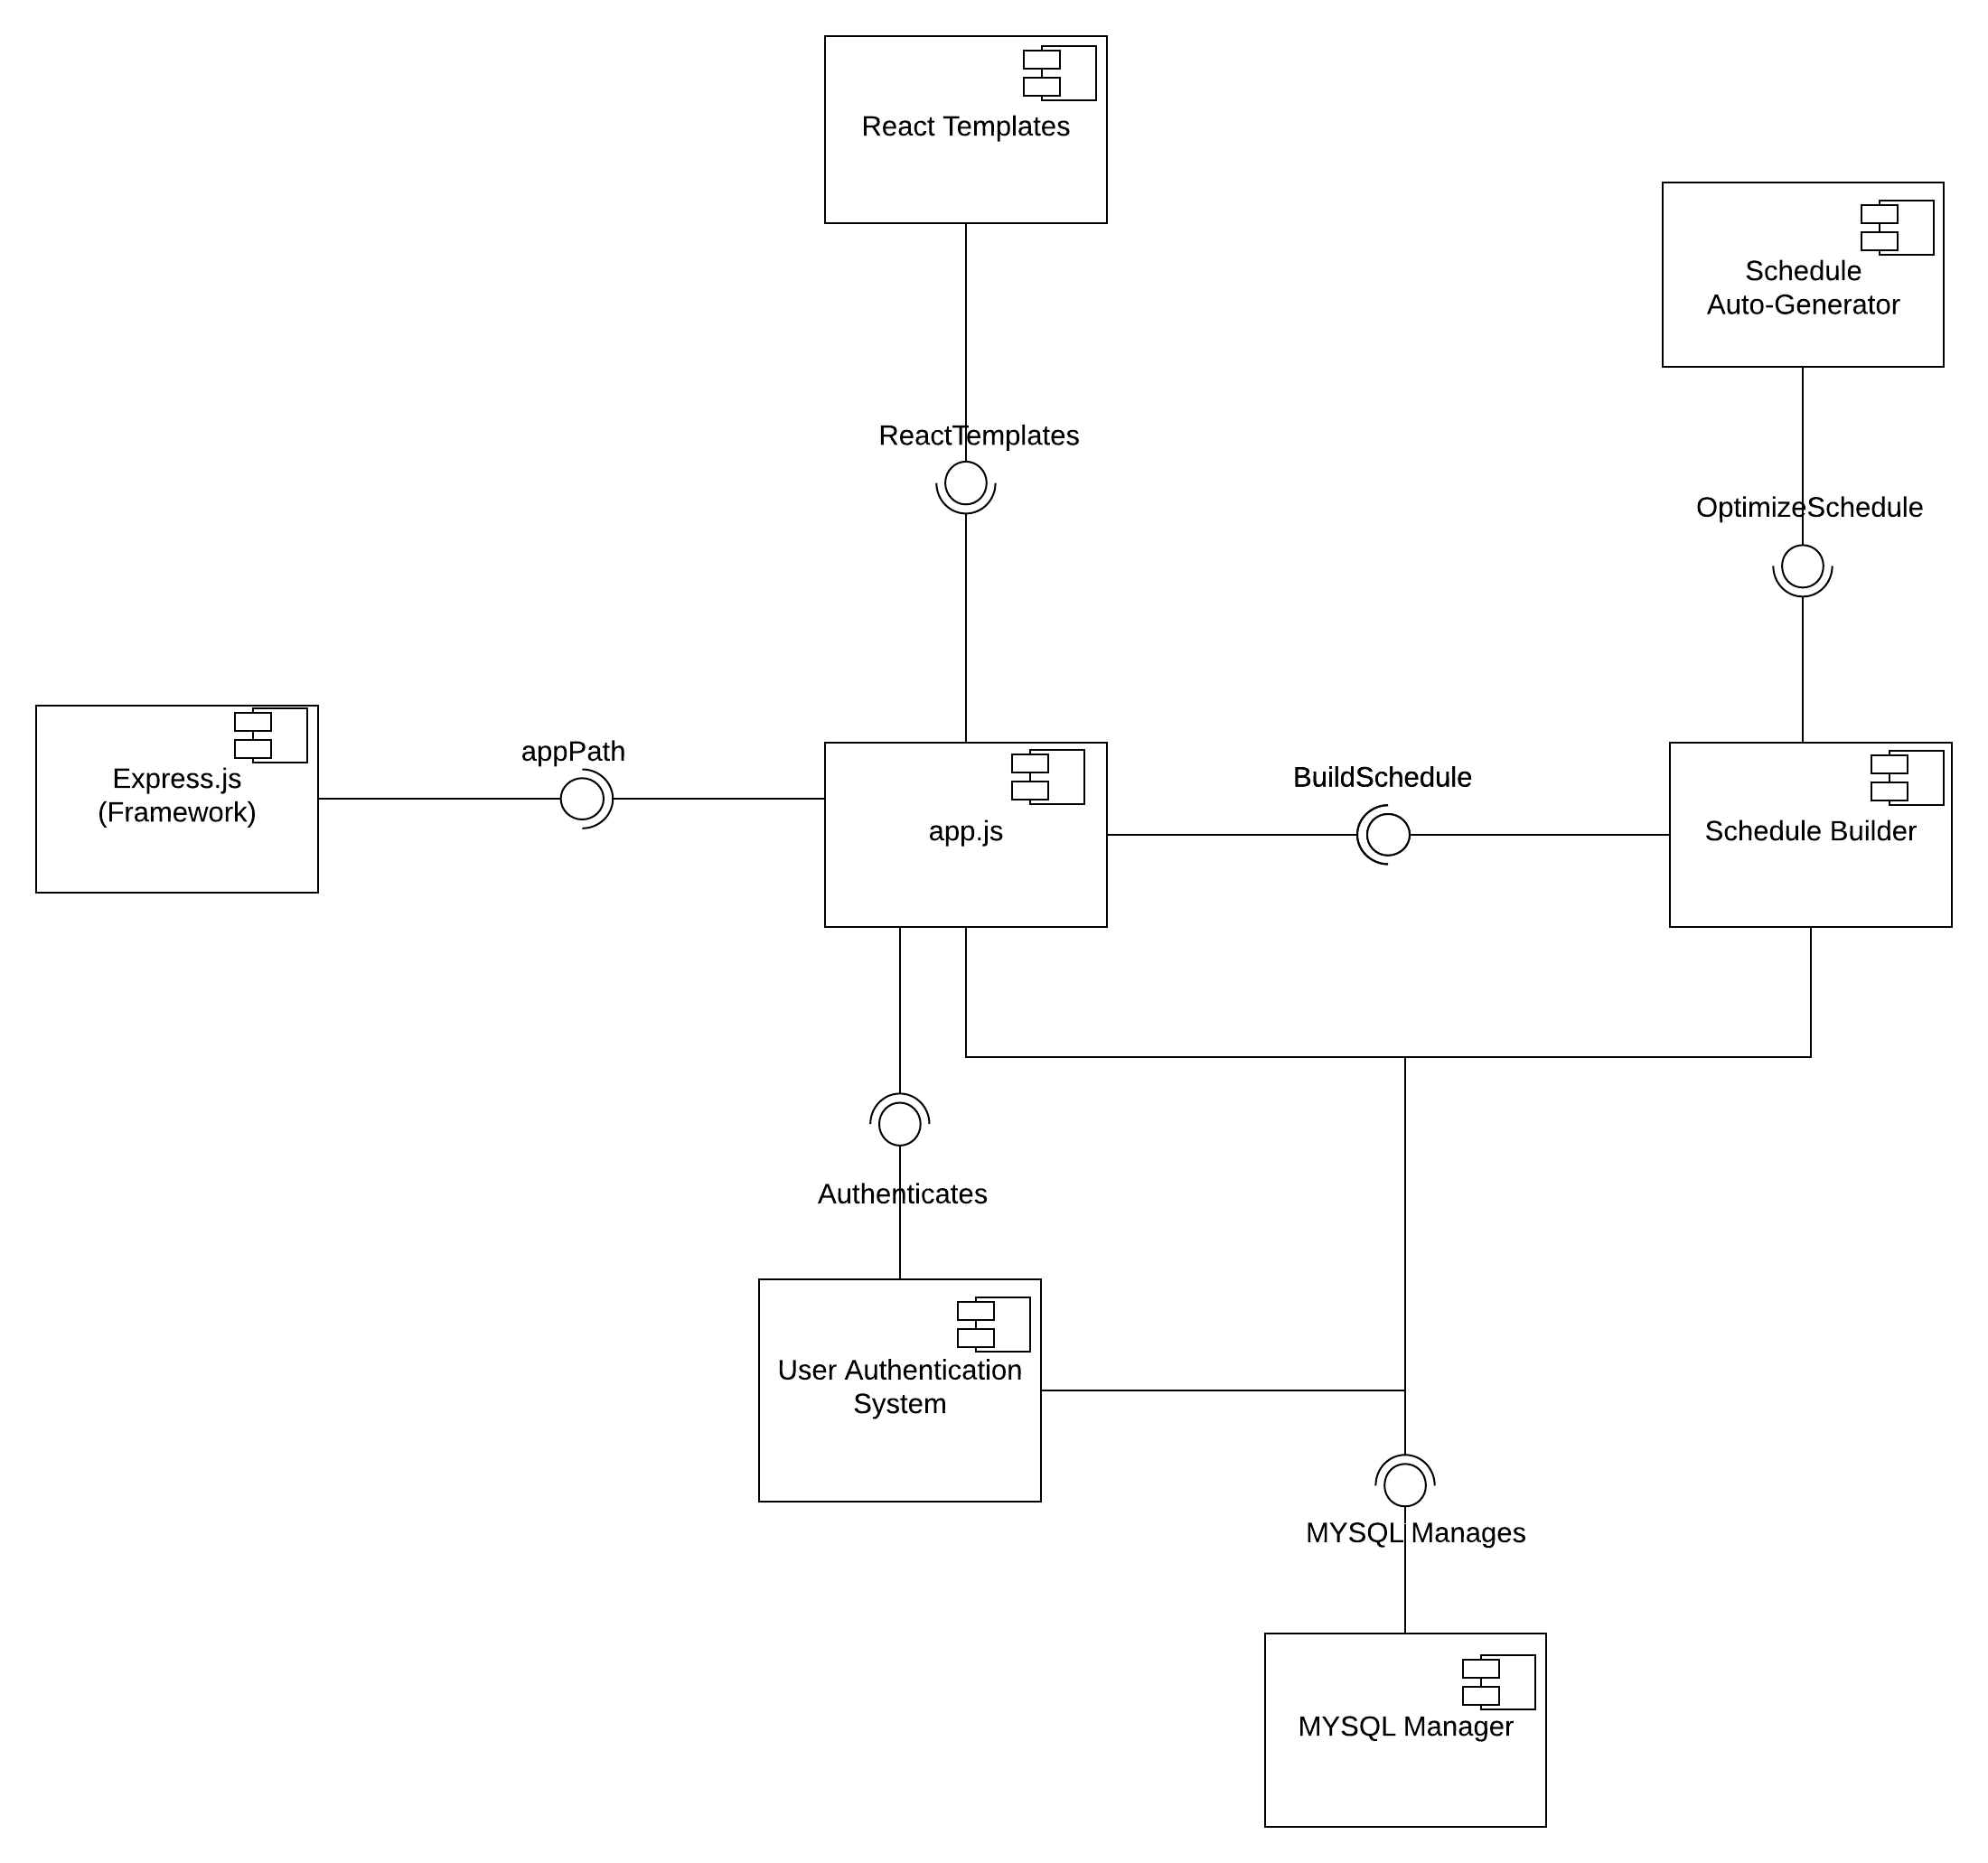 React Templates
Schedule
Auto-Generator
ReactTemplates
OptimizeSchedule
appPath
Express.js
(Framework)
BuildSchedule
app.js
Schedule Builder
Authenticates
User Authentication
System
MYSQL Manages
MYSQL Manager